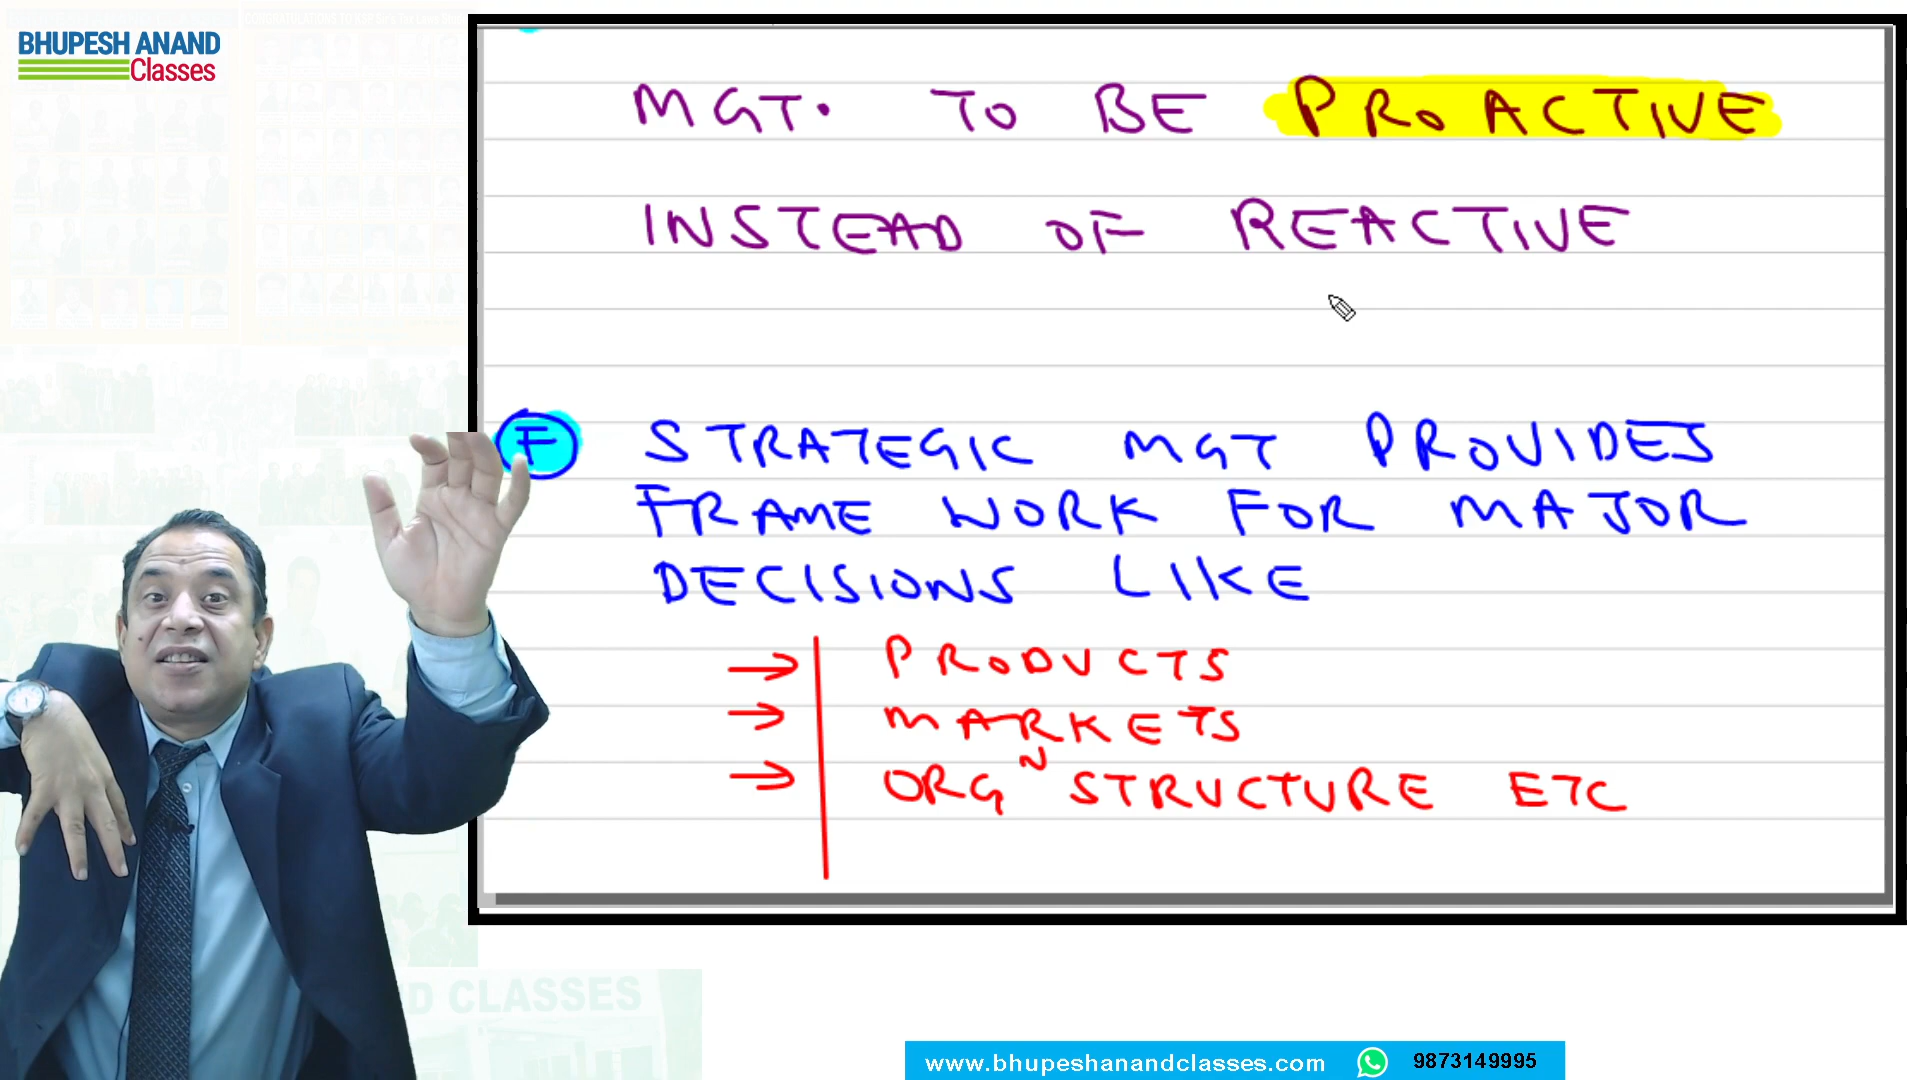 BHUPESH ANAND
Classes
MGT. TO BE PROACTIVE
INSTEAD OF REACTIVE
F STRATEGIC MGT PROVIDES
FRAME WORK FOR MAJOR
DECISIONS LIKE
→ PRODUCTS
→ MARKETS
→ ORGN STRUCTURE ETC
D CLASSES
www.bhupeshanandclasses.com 9873149995